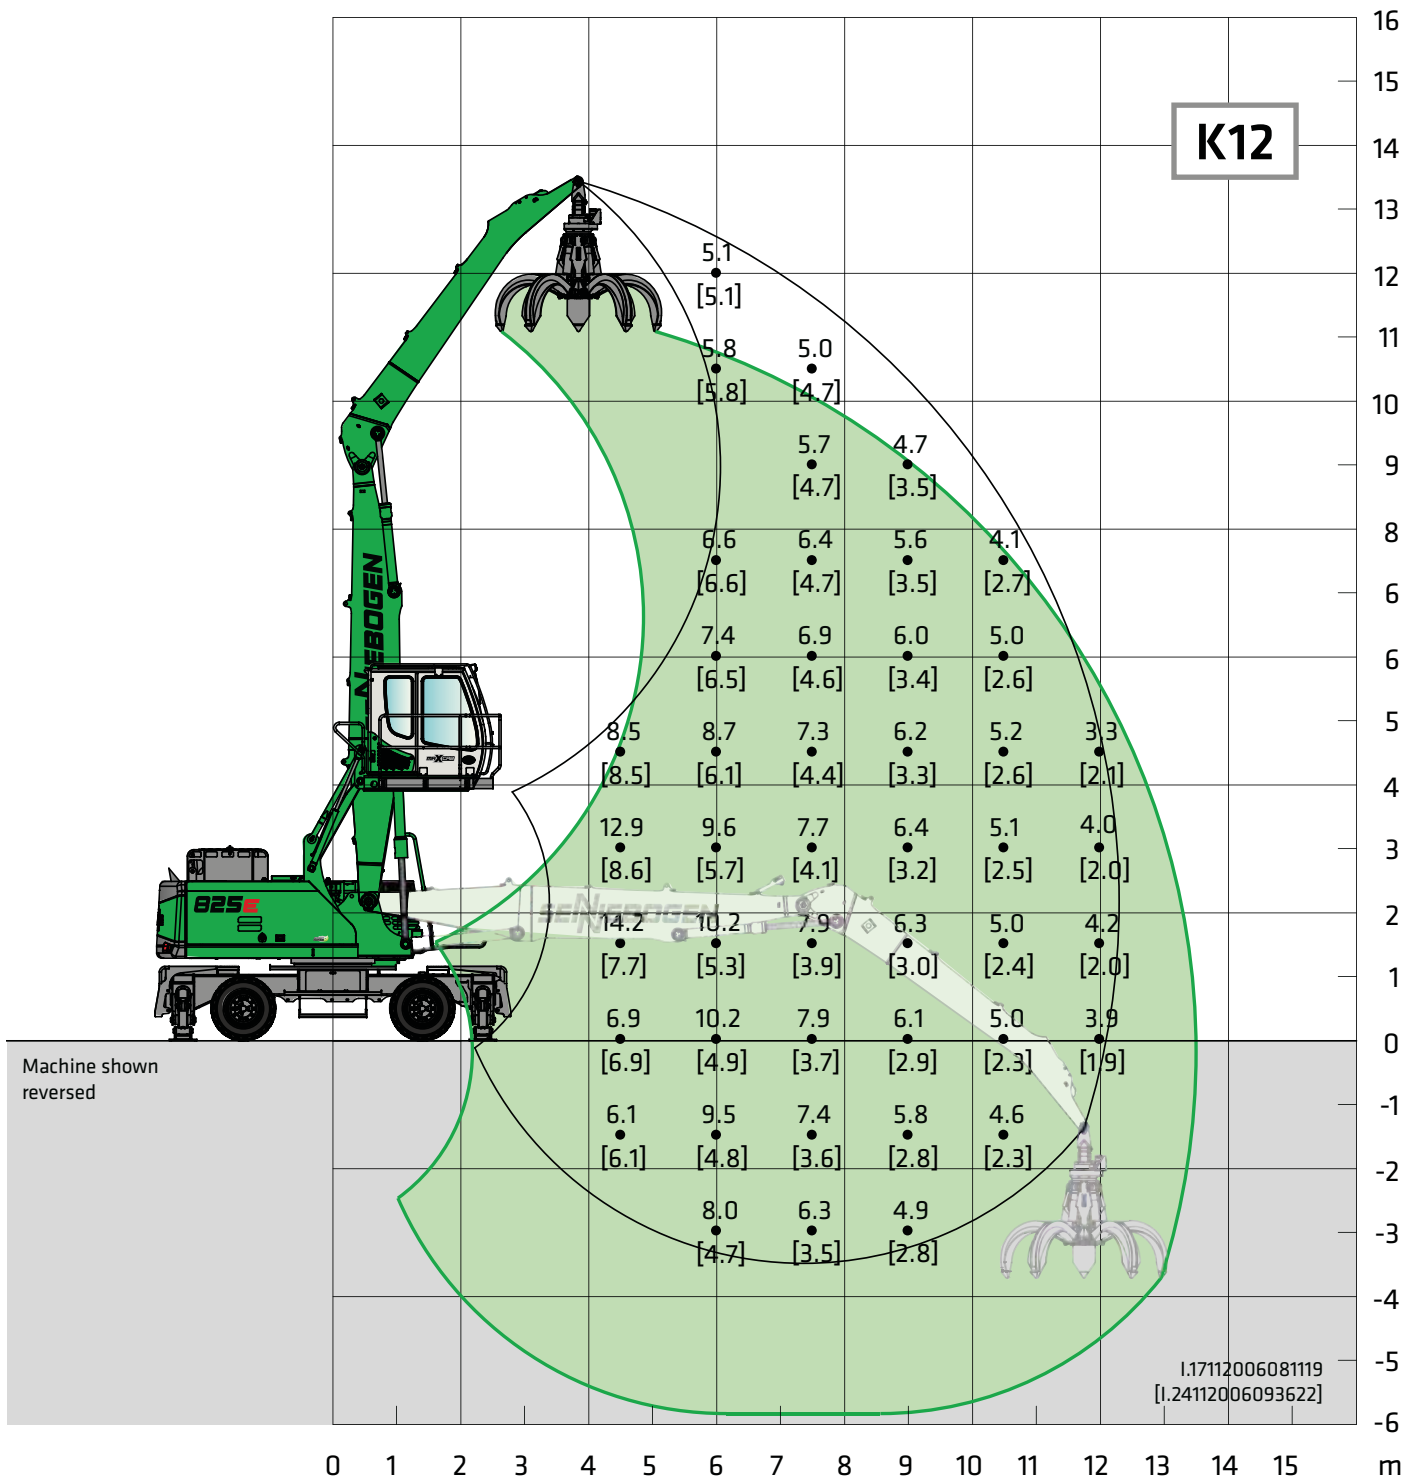 16
15
K12
14
13
5.1
12
[5.1]
11
5.8 5.0
[5.8] [4.7]
10
5.7 4.7
9
[4.7] [3.5]
8
6.6 6.4 5.6 4.1
[6.6] [4.7] [3.5] [2.7]
6
7.4 6.9 6.0 5.0
6
[6.5] [4.6] [3.4] [2.6]
5
8.5 8.7 7.3 6.2 5.2 3.3
[8.5] [6.1] [4.4] [3.3] [2.6] [2.1]
4
12.9 9.6 7.7 6.4 5.1 4.0
3
[8.6] [5.7] [4.1] [3.2] [2.5] [2.0]
825E
SENNEBOGEN
2
14.2 10.2 7.9 6.3 5.0 4.2
[7.7] [5.3] [3.9] [3.0] [2.4] [2.0]
1
6.9 10.2 7.9 6.1 5.0 3.9
0
[6.9] [4.9] [3.7] [2.9] [2.3] [1.9]
Machine shown
reversed
-1
6.1 9.5 7.4 5.8 4.6
[6.1] [4.8] [3.6] [2.8] [2.3]
-2
8.0 6.3 4.9
-3
[4.7] [3.5] [2.8]
-4
-5
I.17112006081119
[I.24112006093622]
-6
0 1 2 3 4 5 6 7 8 9 10 11 12 13 14 15 m